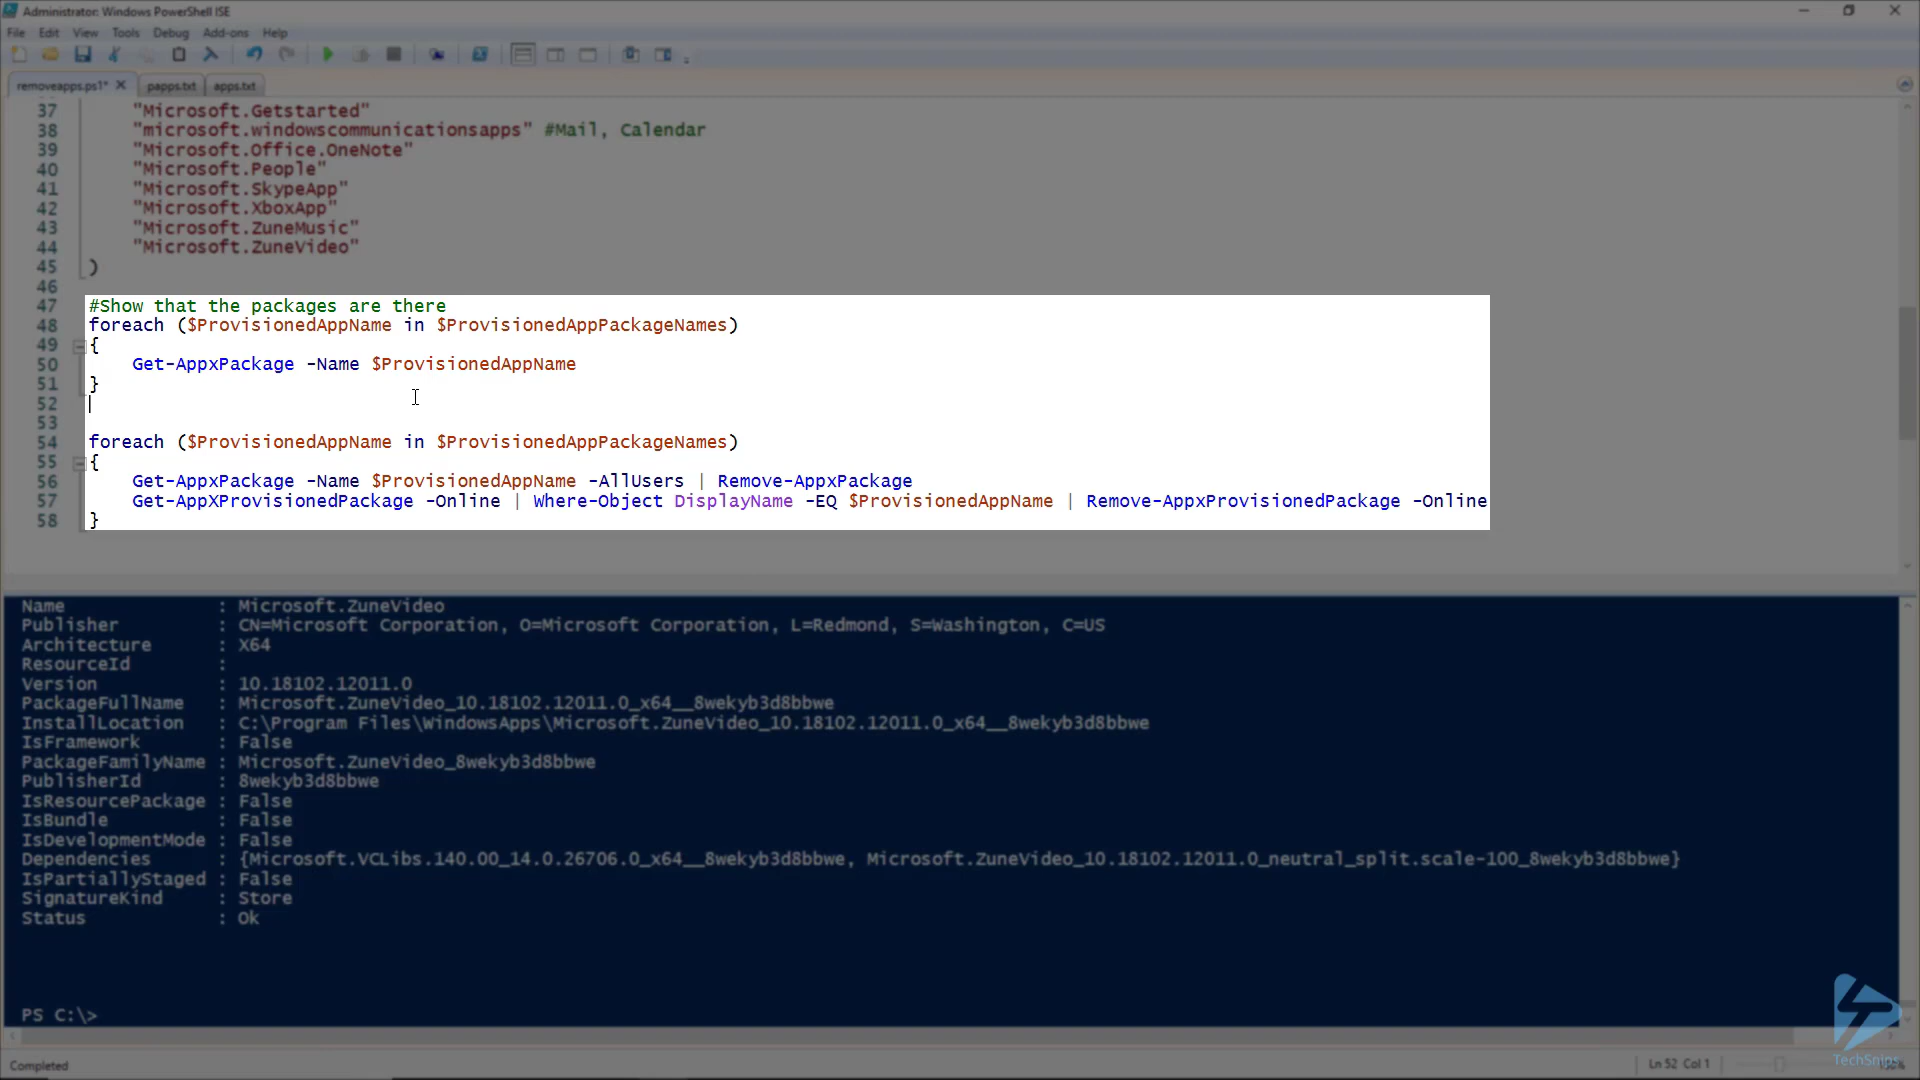 Administrator: Windows PowerShell ISE
File Edit View Tools Debug Add-ons Help
removeapps.ps1* papps.txt apps.txt
37 "Microsoft.Getstarted"
38 "microsoft.windowscommunicationsapps" #Mail, Calendar
39 "Microsoft.Office.OneNote"
40 "Microsoft.People"
41 "Microsoft.SkypeApp"
42 "Microsoft.XboxApp"
43 "Microsoft.ZuneMusic"
44 "Microsoft.ZuneVideo"
45 )
46
47 #Show that the packages are there
48 foreach ($ProvisionedAppName in $ProvisionedAppPackageNames)
49 {
50 Get-AppxPackage -Name $ProvisionedAppName
51 }
52
53
54 foreach ($ProvisionedAppName in $ProvisionedAppPackageNames)
55 {
56 Get-AppxPackage -Name $ProvisionedAppName -AllUsers | Remove-AppxPackage
57 Get-AppXProvisionedPackage -Online | Where-Object DisplayName -EQ $ProvisionedAppName | Remove-AppxProvisionedPackage -Online
58 }
Name : Microsoft.ZuneVideo
Publisher : CN=Microsoft Corporation, O=Microsoft Corporation, L=Redmond, S=Washington, C=US
Architecture : X64
ResourceId :
Version : 10.18102.12011.0
PackageFullName : Microsoft.ZuneVideo_10.18102.12011.0_x64__8wekyb3d8bbwe
InstallLocation : C:\Program Files\WindowsApps\Microsoft.ZuneVideo_10.18102.12011.0_x64__8wekyb3d8bbwe
IsFramework : False
PackageFamilyName : Microsoft.ZuneVideo_8wekyb3d8bbwe
PublisherId : 8wekyb3d8bbwe
IsResourcePackage : False
IsBundle : False
IsDevelopmentMode : False
Dependencies : {Microsoft.VCLibs.140.00_14.0.26706.0_x64__8wekyb3d8bbwe, Microsoft.ZuneVideo_10.18102.12011.0_neutral_split.scale-100_8wekyb3d8bbwe}
IsPartiallyStaged : False
SignatureKind : Store
Status : Ok
PS C:\>
TechSnips
Completed Ln 52 Col 1